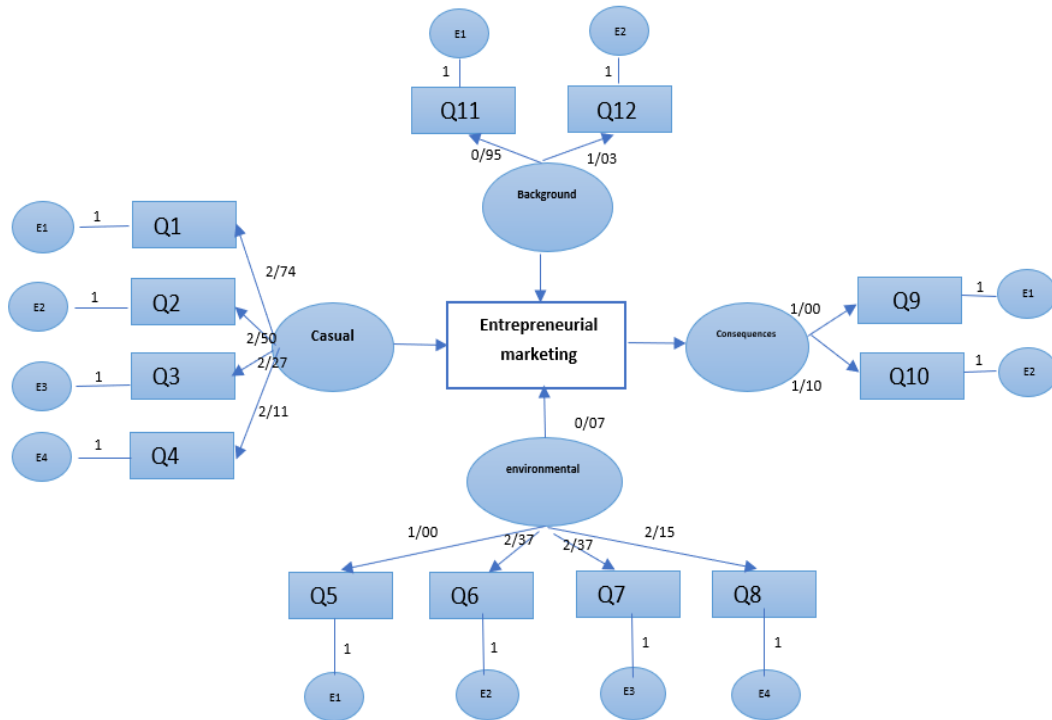 E1
E2
1
1
Q11
Q12
0/95
1/03
Background
E1
1
Q1
2/74
E2
1
Q2
2/50
E3
1
Q3
2/27
E4
1
Q4
2/11
Casual
Entrepreneurial
marketing
Consequences
1/00
Q9
1
E1
1/10
Q10
1
E2
0/07
environmental
1/00
2/37
2/37
2/15
Q5
Q6
Q7
Q8
1
1
1
1
E1
E2
E3
E4